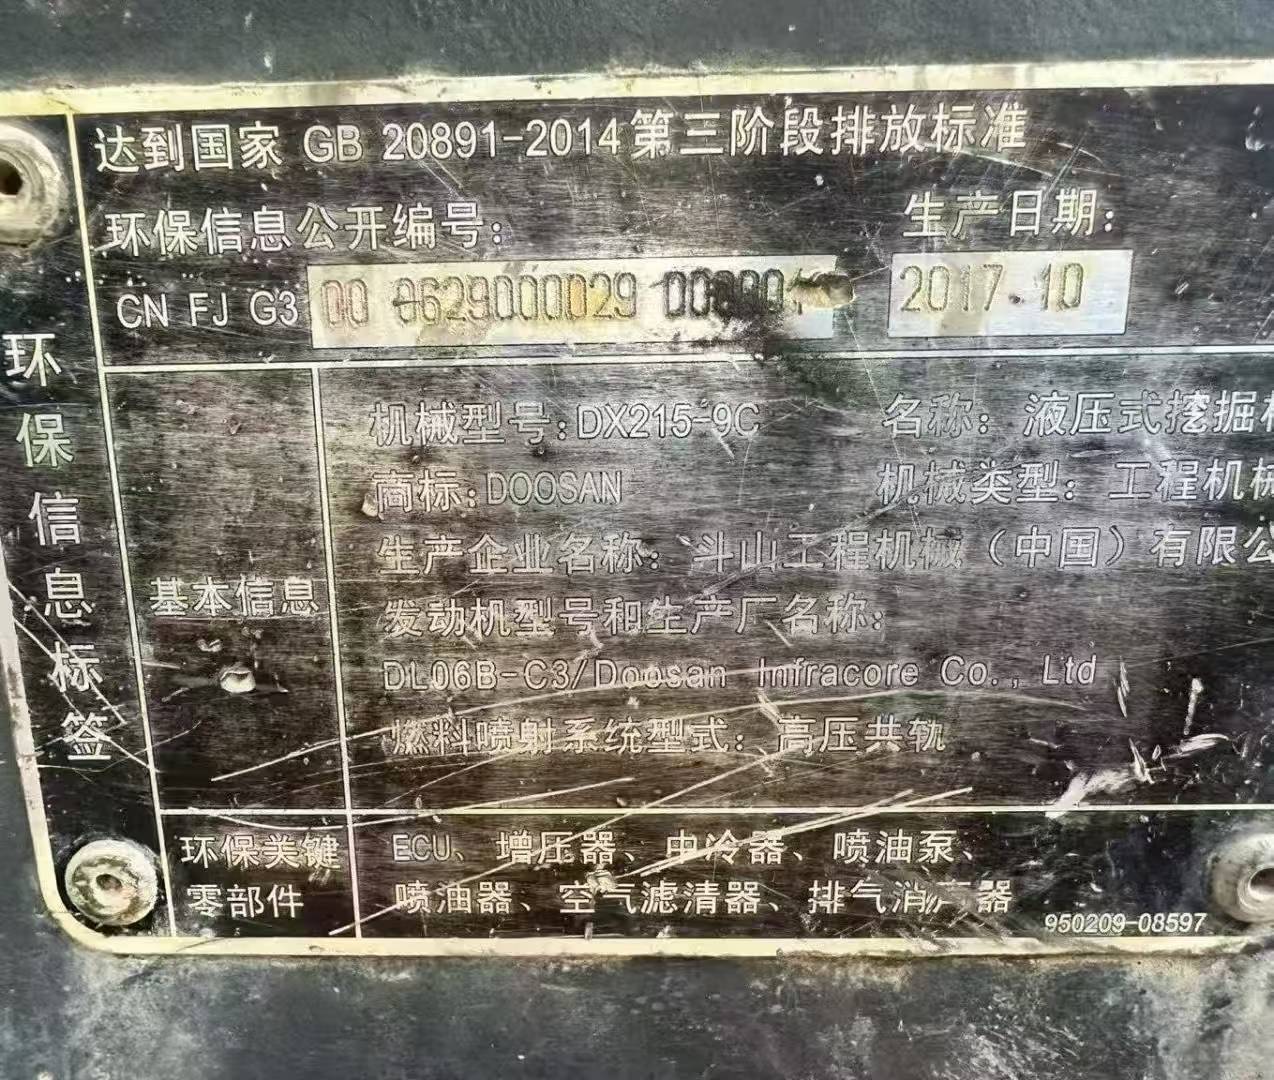 达到国家 GB 20891-2014第三阶段排放标准
环保信息公开编号:
生产日期:
CN FJ G3 00 0629000029
2017.10
环保信息标签
基本信息
机械型号:DX215-9C
名称: 液压式挖掘
商标:DOOSAN
机械类型: 工程机械
生产企业名称: 斗山工程机械(中国)有限公
发动机型号和生产厂名称:
DL06B-C3/Doosan Infracore Co., Ltd
燃料喷射系统型式: 高压共轨
环保关键
零部件
ECU、增压器、中冷器、喷油泵、
喷油器、空气滤清器、排气消声器
950209-08597